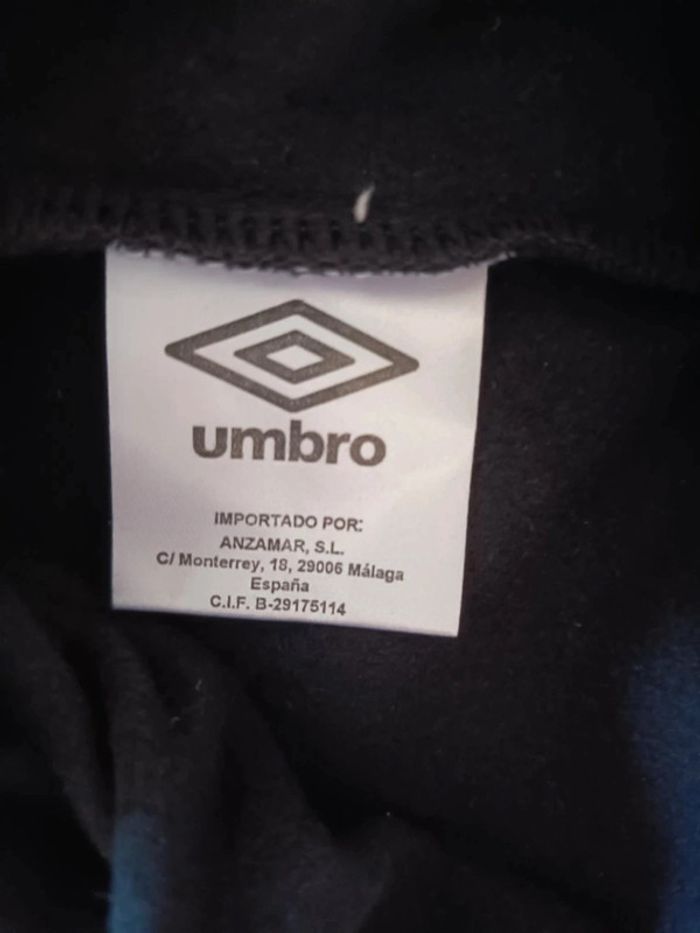 umbro
IMPORTADO POR:
ANZAMAR, S.L.
C/ Monterrey, 18, 29006 Málaga
España
C.I.F. B-29175114